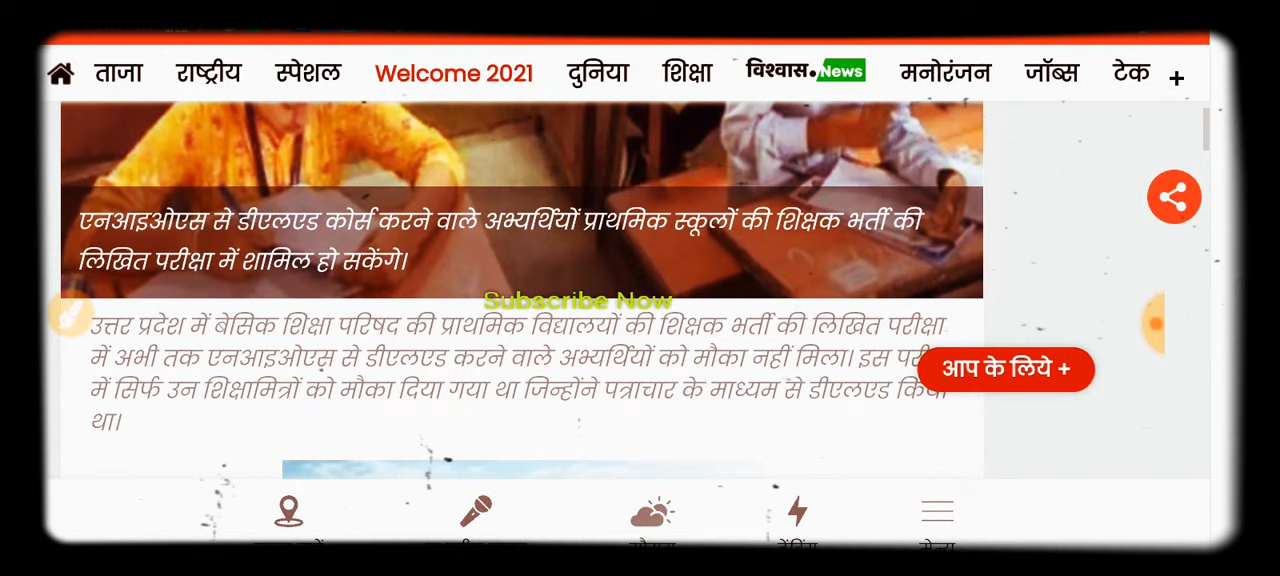 ताजा राष्ट्रीय स्पेशल Welcome 2021 दुनिया शिक्षा विश्वास.News मनोरंजन जॉब्स टेक +
एनआइओएस से डीएलएड कोर्स करने वाले अभ्यर्थियों प्राथमिक स्कूलों की शिक्षक भर्ती की
लिखित परीक्षा में शामिल हो सकेंगे।
Subscribe Now
उत्तर प्रदेश में बेसिक शिक्षा परिषद की प्राथमिक विद्यालयों की शिक्षक भर्ती की लिखित परीक्षा
में अभी तक एनआइओएस से डीएलएड करने वाले अभ्यर्थियों को मौका नहीं मिला। इस
आप के लिये +
में सिर्फ उन शिक्षामित्रों को मौका दिया गया था जिन्होंने पत्राचार के माध्यम से डीएलएड किया
था।